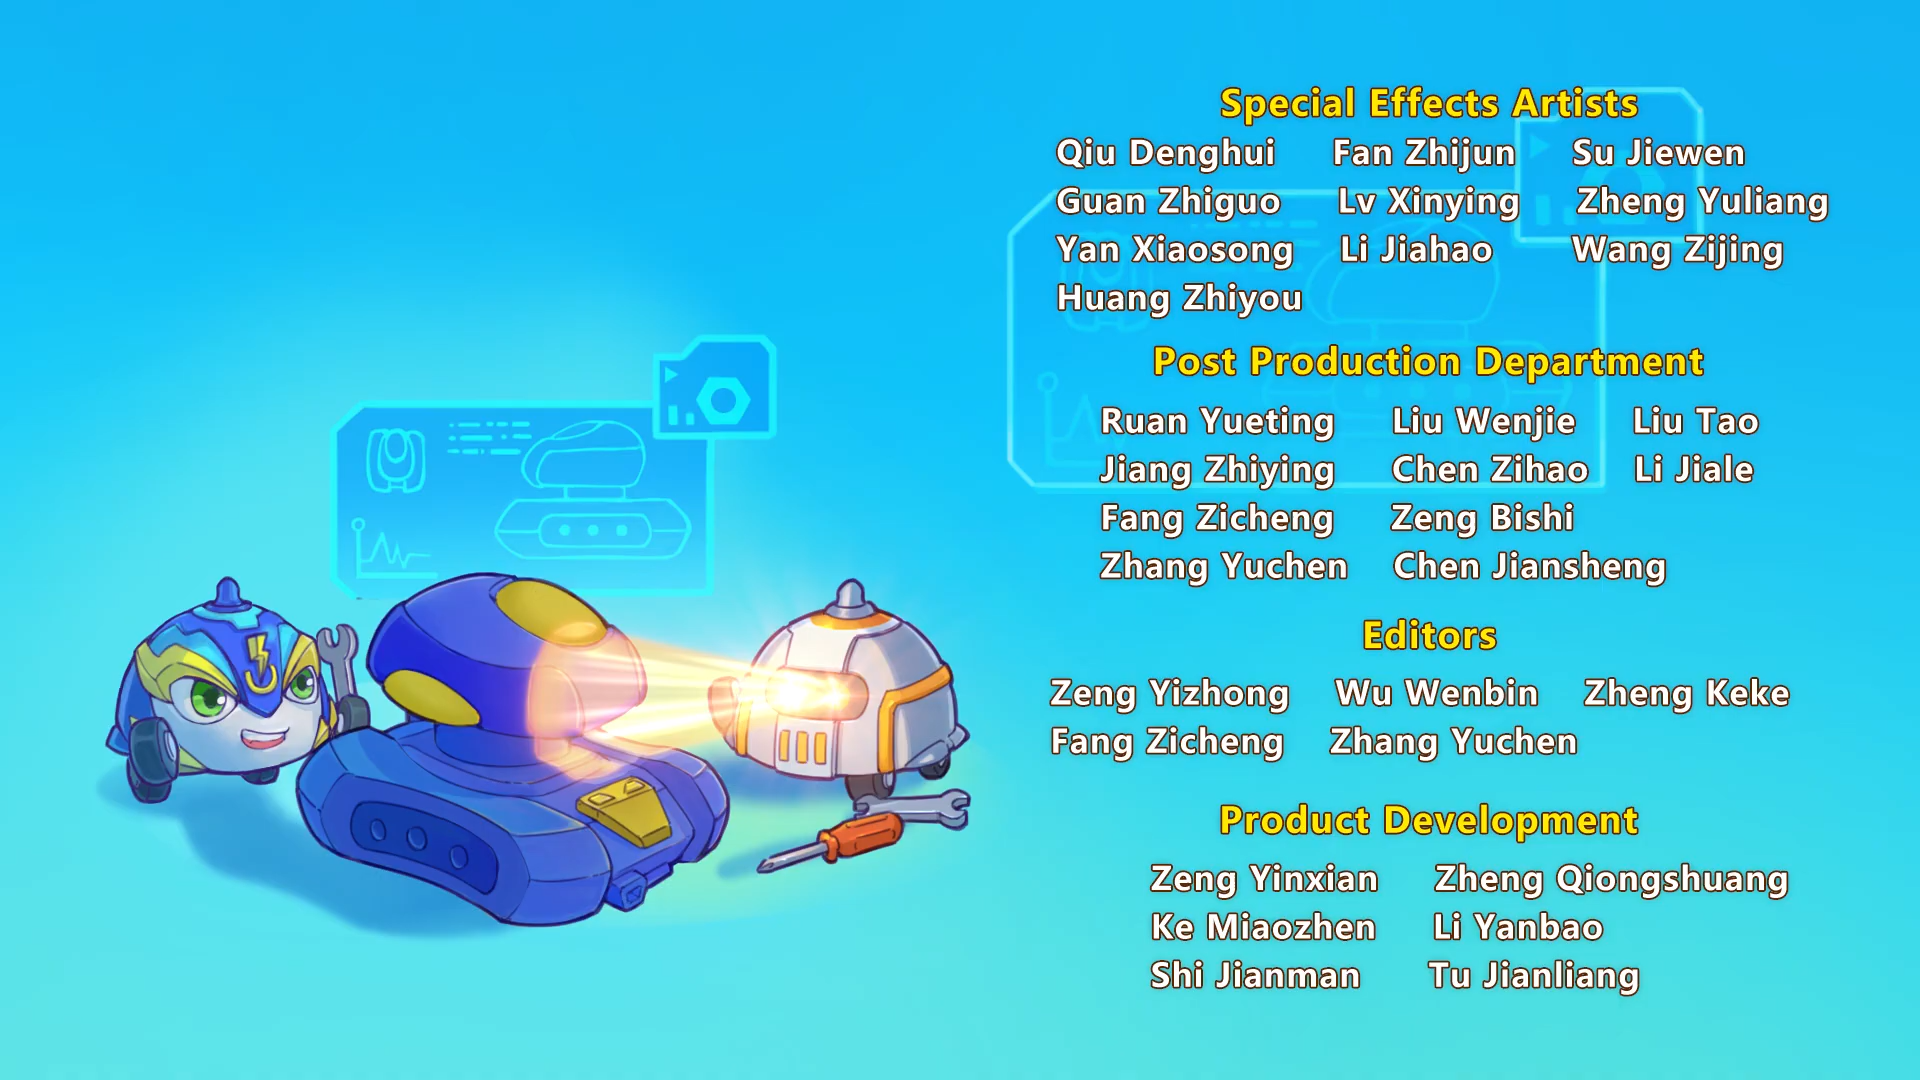 Special Effects Artists
Qiu Denghui Fan Zhijun Su Jiewen
Guan Zhiguo Lv Xinying Zheng Yuliang
Yan Xiaosong Li Jiahao Wang Zijing
Huang Zhiyou
Post Production Department
Ruan Yueting Liu Wenjie Liu Tao
Jiang Zhiying Chen Zihao Li Jiale
Fang Zicheng Zeng Bishi
Zhang Yuchen Chen Jiansheng
Editors
Zeng Yizhong Wu Wenbin Zheng Keke
Fang Zicheng Zhang Yuchen
Product Development
Zeng Yinxian Zheng Qiongshuang
Ke Miaozhen Li Yanbao
Shi Jianman Tu Jianliang